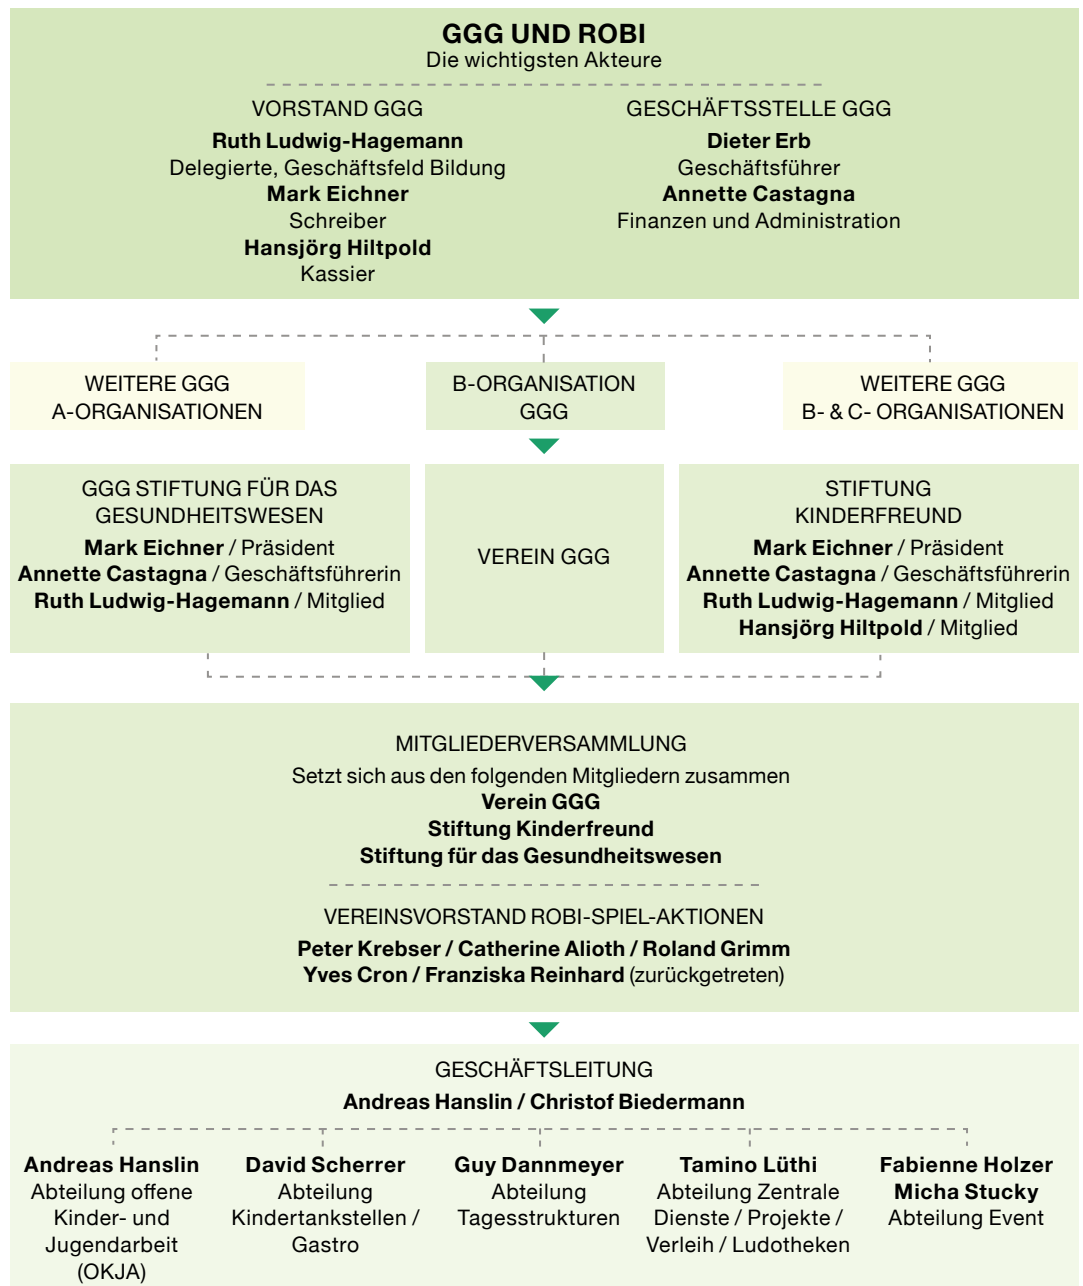 GGG UND ROBI
Die wichtigsten Akteure
VORSTAND GGG
Ruth Ludwig-Hagemann
Delegierte, Geschäftsfeld Bildung
Mark Eichner
Schreiber
Hansjörg Hiltpold
Kassier
GESCHÄFTSSTELLE GGG
Dieter Erb
Geschäftsführer
Annette Castagna
Finanzen und Administration
WEITERE GGG
A-ORGANISATIONEN
B-ORGANISATION
GGG
WEITERE GGG
B- & C- ORGANISATIONEN
GGG STIFTUNG FÜR DAS
GESUNDHEITSWESEN
Mark Eichner / Präsident
Annette Castagna / Geschäftsführerin
Ruth Ludwig-Hagemann / Mitglied
VEREIN GGG
STIFTUNG
KINDERFREUND
Mark Eichner / Präsident
Annette Castagna / Geschäftsführerin
Ruth Ludwig-Hagemann / Mitglied
Hansjörg Hiltpold / Mitglied
MITGLIEDERVERSAMMLUNG
Setzt sich aus den folgenden Mitgliedern zusammen
Verein GGG
Stiftung Kinderfreund
Stiftung für das Gesundheitswesen
VEREINSVORSTAND ROBI-SPIEL-AKTIONEN
Peter Krebser / Catherine Alioth / Roland Grimm
Yves Cron / Franziska Reinhard (zurückgetreten)
GESCHÄFTSLEITUNG
Andreas Hanslin / Christof Biedermann
Andreas Hanslin
Abteilung offene
Kinder- und
Jugendarbeit
(OKJA)
David Scherrer
Abteilung
Kindertankstellen /
Gastro
Guy Dannmeyer
Abteilung
Tagesstrukturen
Tamino Lüthi
Abteilung Zentrale
Dienste / Projekte /
Verleih / Ludotheken
Fabienne Holzer
Micha Stucky
Abteilung Event